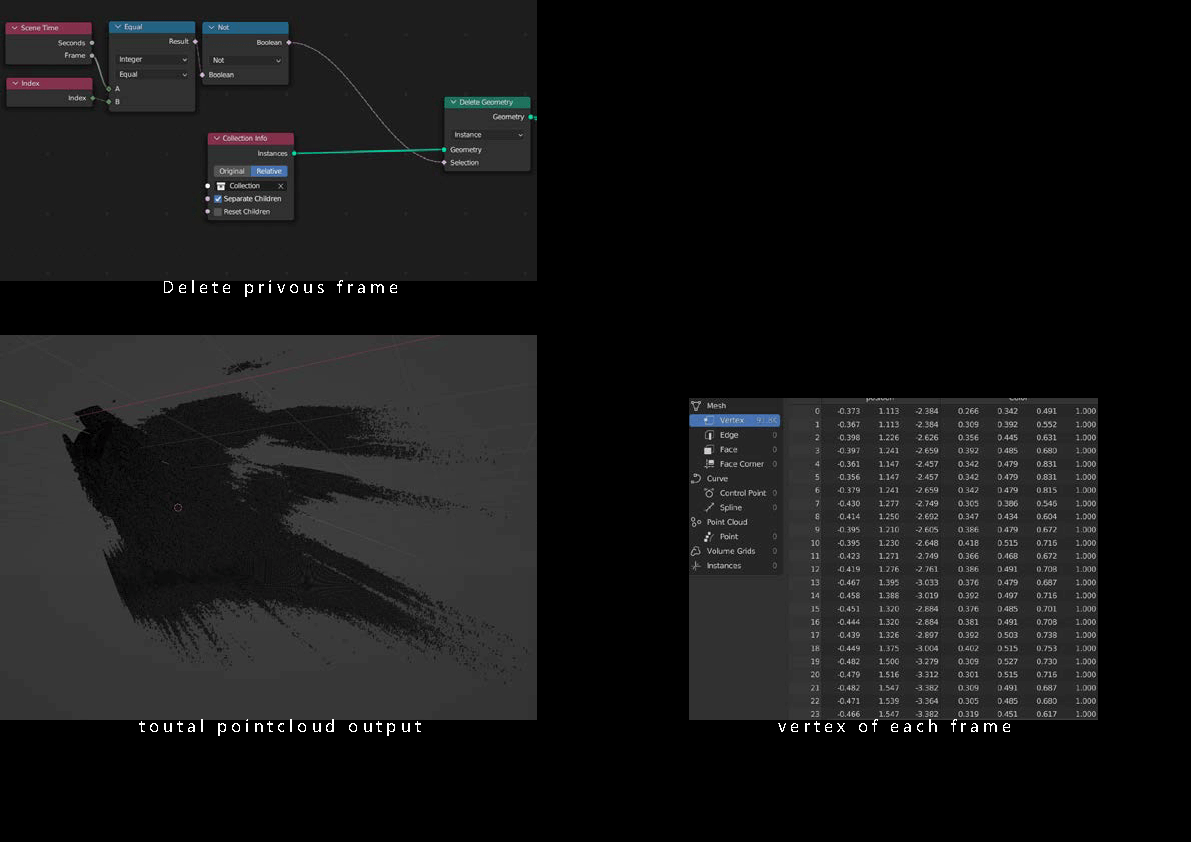 Scene Time
Seconds
Frame
Index
Index
Equal
Result
Integer
Equal
A
B
Not
Boolean
Not
Boolean
Collection Info
Instances
Original Relative
Collection X
Separate Children
Reset Children
Delete Geometry
Geometry
Instance
Geometry
Selection
Delete privous frame
toutal pointcloud output
Mesh
Vertex
Edge 0
Face 0
Face Corner 0
Curve
Control Point 0
Spline 0
Point Cloud
Point 0
Volume Grids 0
Instances 0
position Color
0 -0.373 1.113 -2.384 0.266 0.342 0.491 1.000
1 -0.367 1.113 -2.384 0.309 0.392 0.552 1.000
2 -0.398 1.226 -2.626 0.356 0.445 0.631 1.000
3 -0.397 1.241 -2.659 0.392 0.485 0.680 1.000
4 -0.361 1.147 -2.457 0.342 0.479 0.831 1.000
5 -0.356 1.147 -2.457 0.342 0.479 0.831 1.000
6 -0.379 1.241 -2.659 0.342 0.479 0.815 1.000
7 -0.430 1.277 -2.749 0.305 0.386 0.546 1.000
8 -0.414 1.250 -2.692 0.347 0.434 0.604 1.000
9 -0.395 1.210 -2.605 0.386 0.479 0.672 1.000
10 -0.395 1.230 -2.648 0.418 0.515 0.716 1.000
11 -0.423 1.271 -2.749 0.366 0.468 0.672 1.000
12 -0.419 1.276 -2.761 0.386 0.491 0.708 1.000
13 -0.467 1.395 -3.033 0.376 0.479 0.687 1.000
14 -0.458 1.388 -3.019 0.392 0.497 0.716 1.000
15 -0.451 1.320 -2.884 0.376 0.485 0.701 1.000
16 -0.444 1.320 -2.884 0.381 0.491 0.708 1.000
17 -0.439 1.326 -2.897 0.392 0.503 0.738 1.000
18 -0.449 1.375 -3.004 0.402 0.515 0.753 1.000
19 -0.482 1.500 -3.279 0.309 0.527 0.730 1.000
20 -0.479 1.516 -3.312 0.301 0.515 0.716 1.000
21 -0.482 1.547 -3.382 0.309 0.491 0.687 1.000
22 -0.471 1.539 -3.364 0.305 0.485 0.680 1.000
23 -0.466 1.547 -3.382 0.319 0.451 0.617 1.000
vertex of each frame